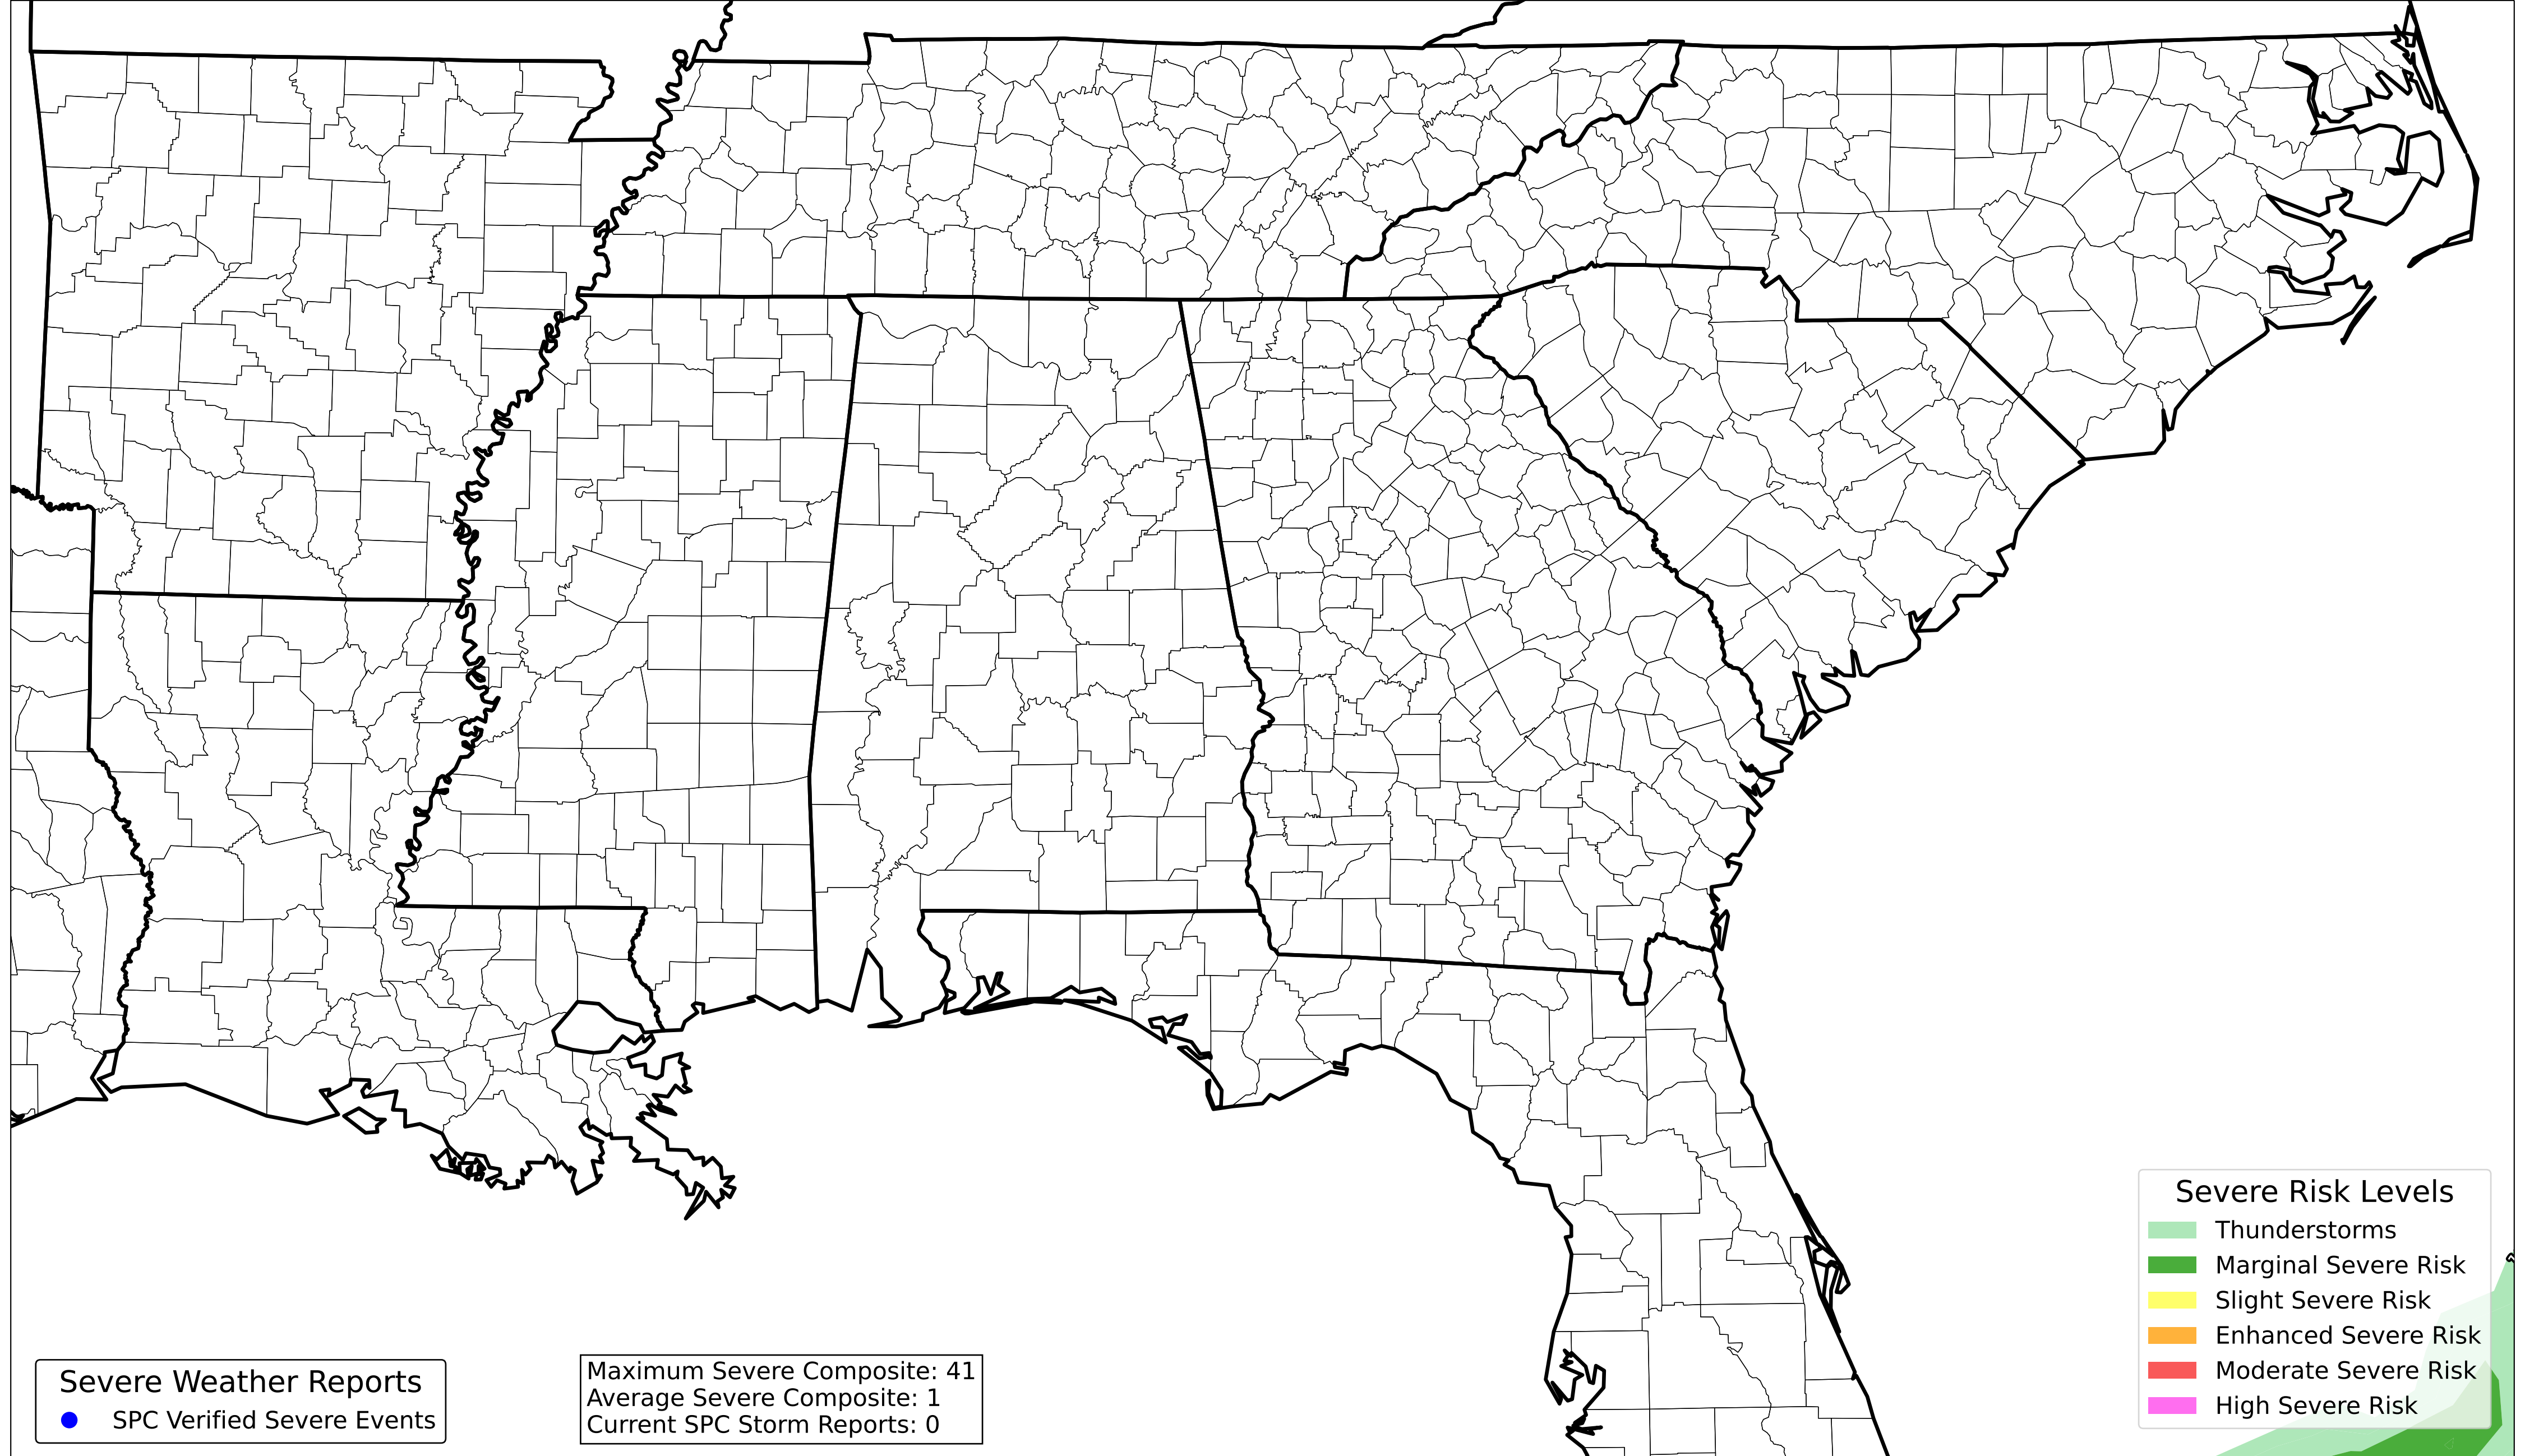 Severe Risk Levels
Thunderstorms
Marginal Severe Risk
Slight Severe Risk
Enhanced Severe Risk
Moderate Severe Risk
High Severe Risk
Severe Weather Reports
SPC Verified Severe Events
Maximum Severe Composite: 41
Average Severe Composite: 1
Current SPC Storm Reports: 0